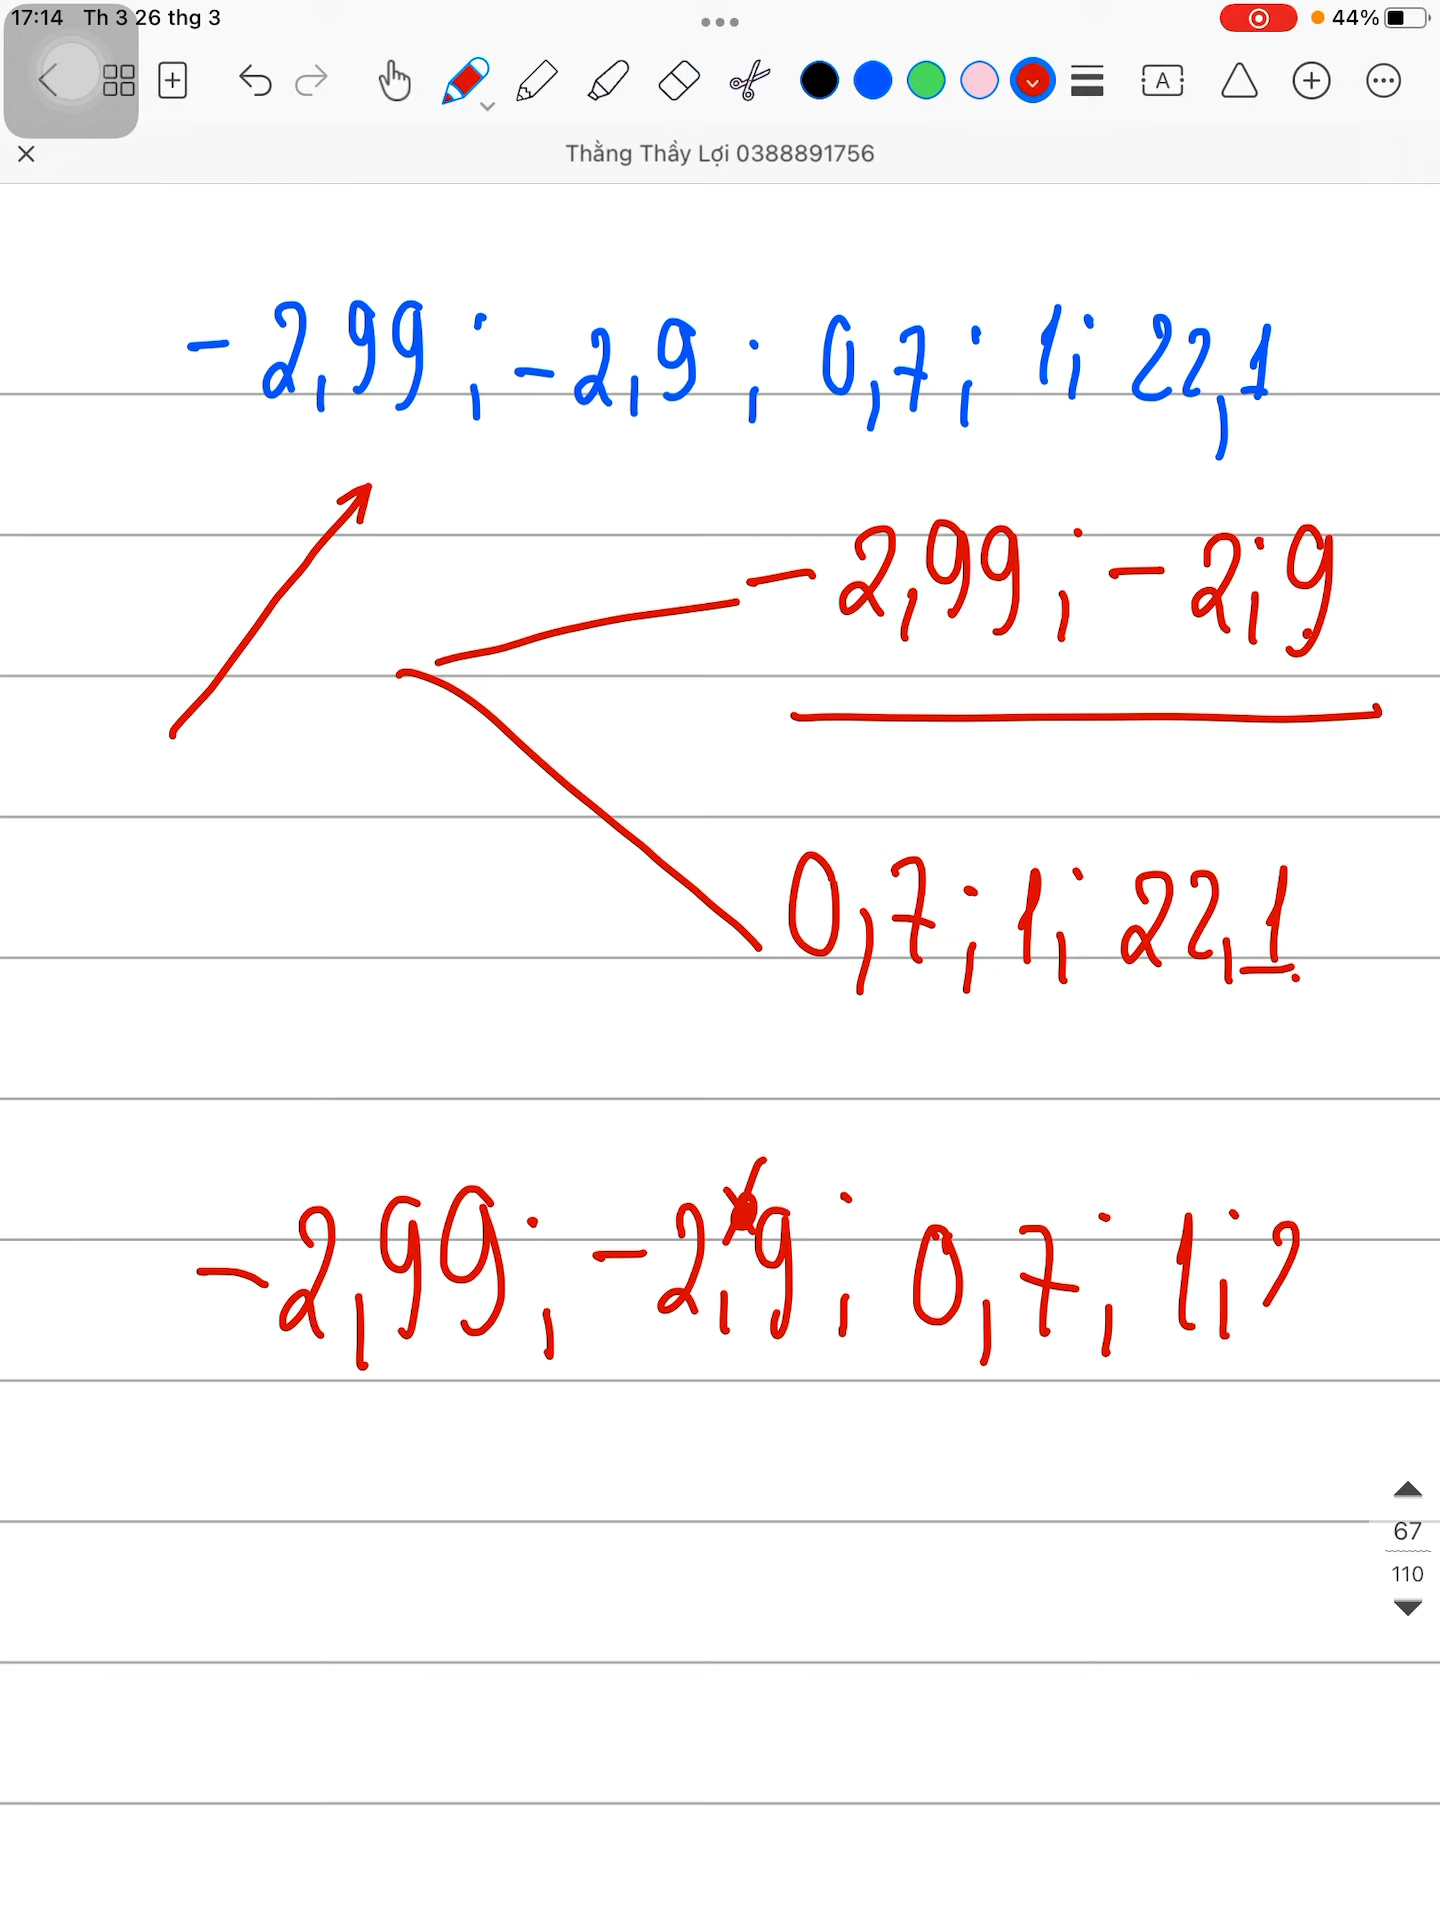 17:14 Th 3 26 thg 3 44%
A
Thằng Thầy Lợi 0388891756
-2,99; -2,9; 0,7; 1; 22,1
-2,99; -2,9
0,7; 1; 22,1
-2,99; -2,9; 0,7; 1; 2
67
110